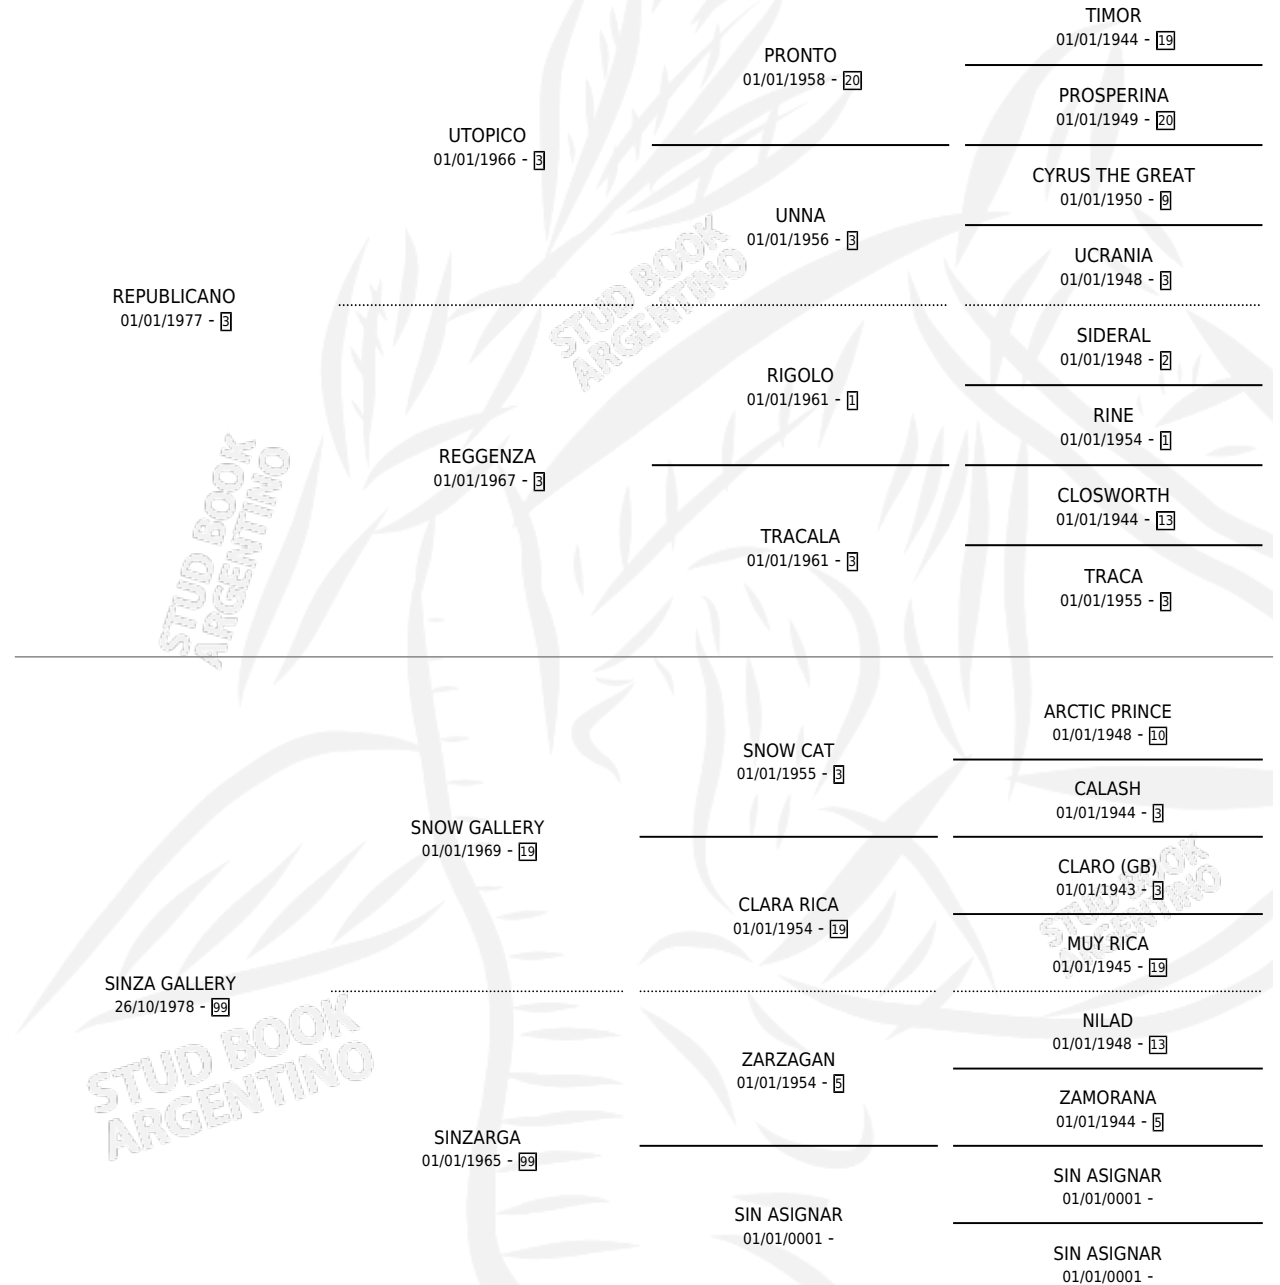 TIMOR
01/01/1944 - 19
PRONTO
01/01/1958 - 20
PROSPERINA
01/01/1949 - 20
UTOPICO
01/01/1966 - 3
CYRUS THE GREAT
01/01/1950 - 9
UNNA
01/01/1956 - 3
UCRANIA
01/01/1948 - 3
REPUBLICANO
01/01/1977 - 3
SIDERAL
01/01/1948 - 2
RIGOLO
01/01/1961 - 1
RINE
01/01/1954 - 1
REGGENZA
01/01/1967 - 3
CLOSWORTH
01/01/1944 - 13
TRACALA
01/01/1961 - 3
TRACA
01/01/1955 - 3
ARCTIC PRINCE
01/01/1948 - 10
SNOW CAT
01/01/1955 - 3
CALASH
01/01/1944 - 3
SNOW GALLERY
01/01/1969 - 19
CLARO (GB)
01/01/1943 - 3
CLARA RICA
01/01/1954 - 19
MUY RICA
01/01/1945 - 19
SINZA GALLERY
26/10/1978 - 99
NILAD
01/01/1948 - 13
ZARZAGAN
01/01/1954 - 5
ZAMORANA
01/01/1944 - 5
SINZARGA
01/01/1965 - 99
SIN ASIGNAR
01/01/0001 -
SIN ASIGNAR
01/01/0001 -
SIN ASIGNAR
01/01/0001 -
STUD BOOK
ARGENTINO
STUD BOOK
ARGENTINO
STUD BOOK
ARGENTINO
STUD BOOK
ARGENTINO